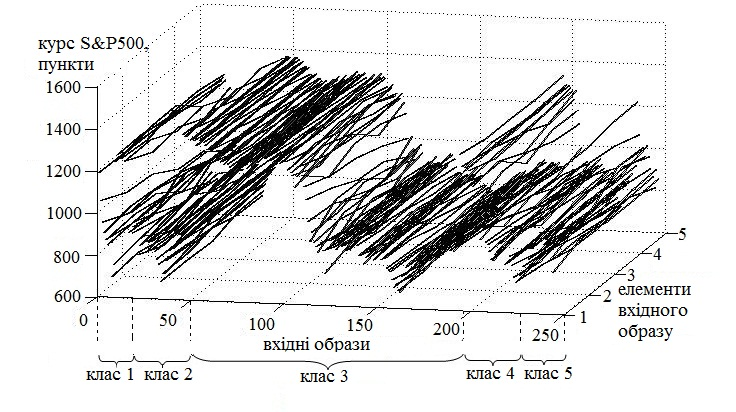 курс S&P500,
пункти
1600
1400
1200
1000
800
600
0
50
100
150
200
250
1
2
3
4
5
елементи
вхідного
образу
вхідні образи
клас 1 клас 2 клас 3 клас 4 клас 5